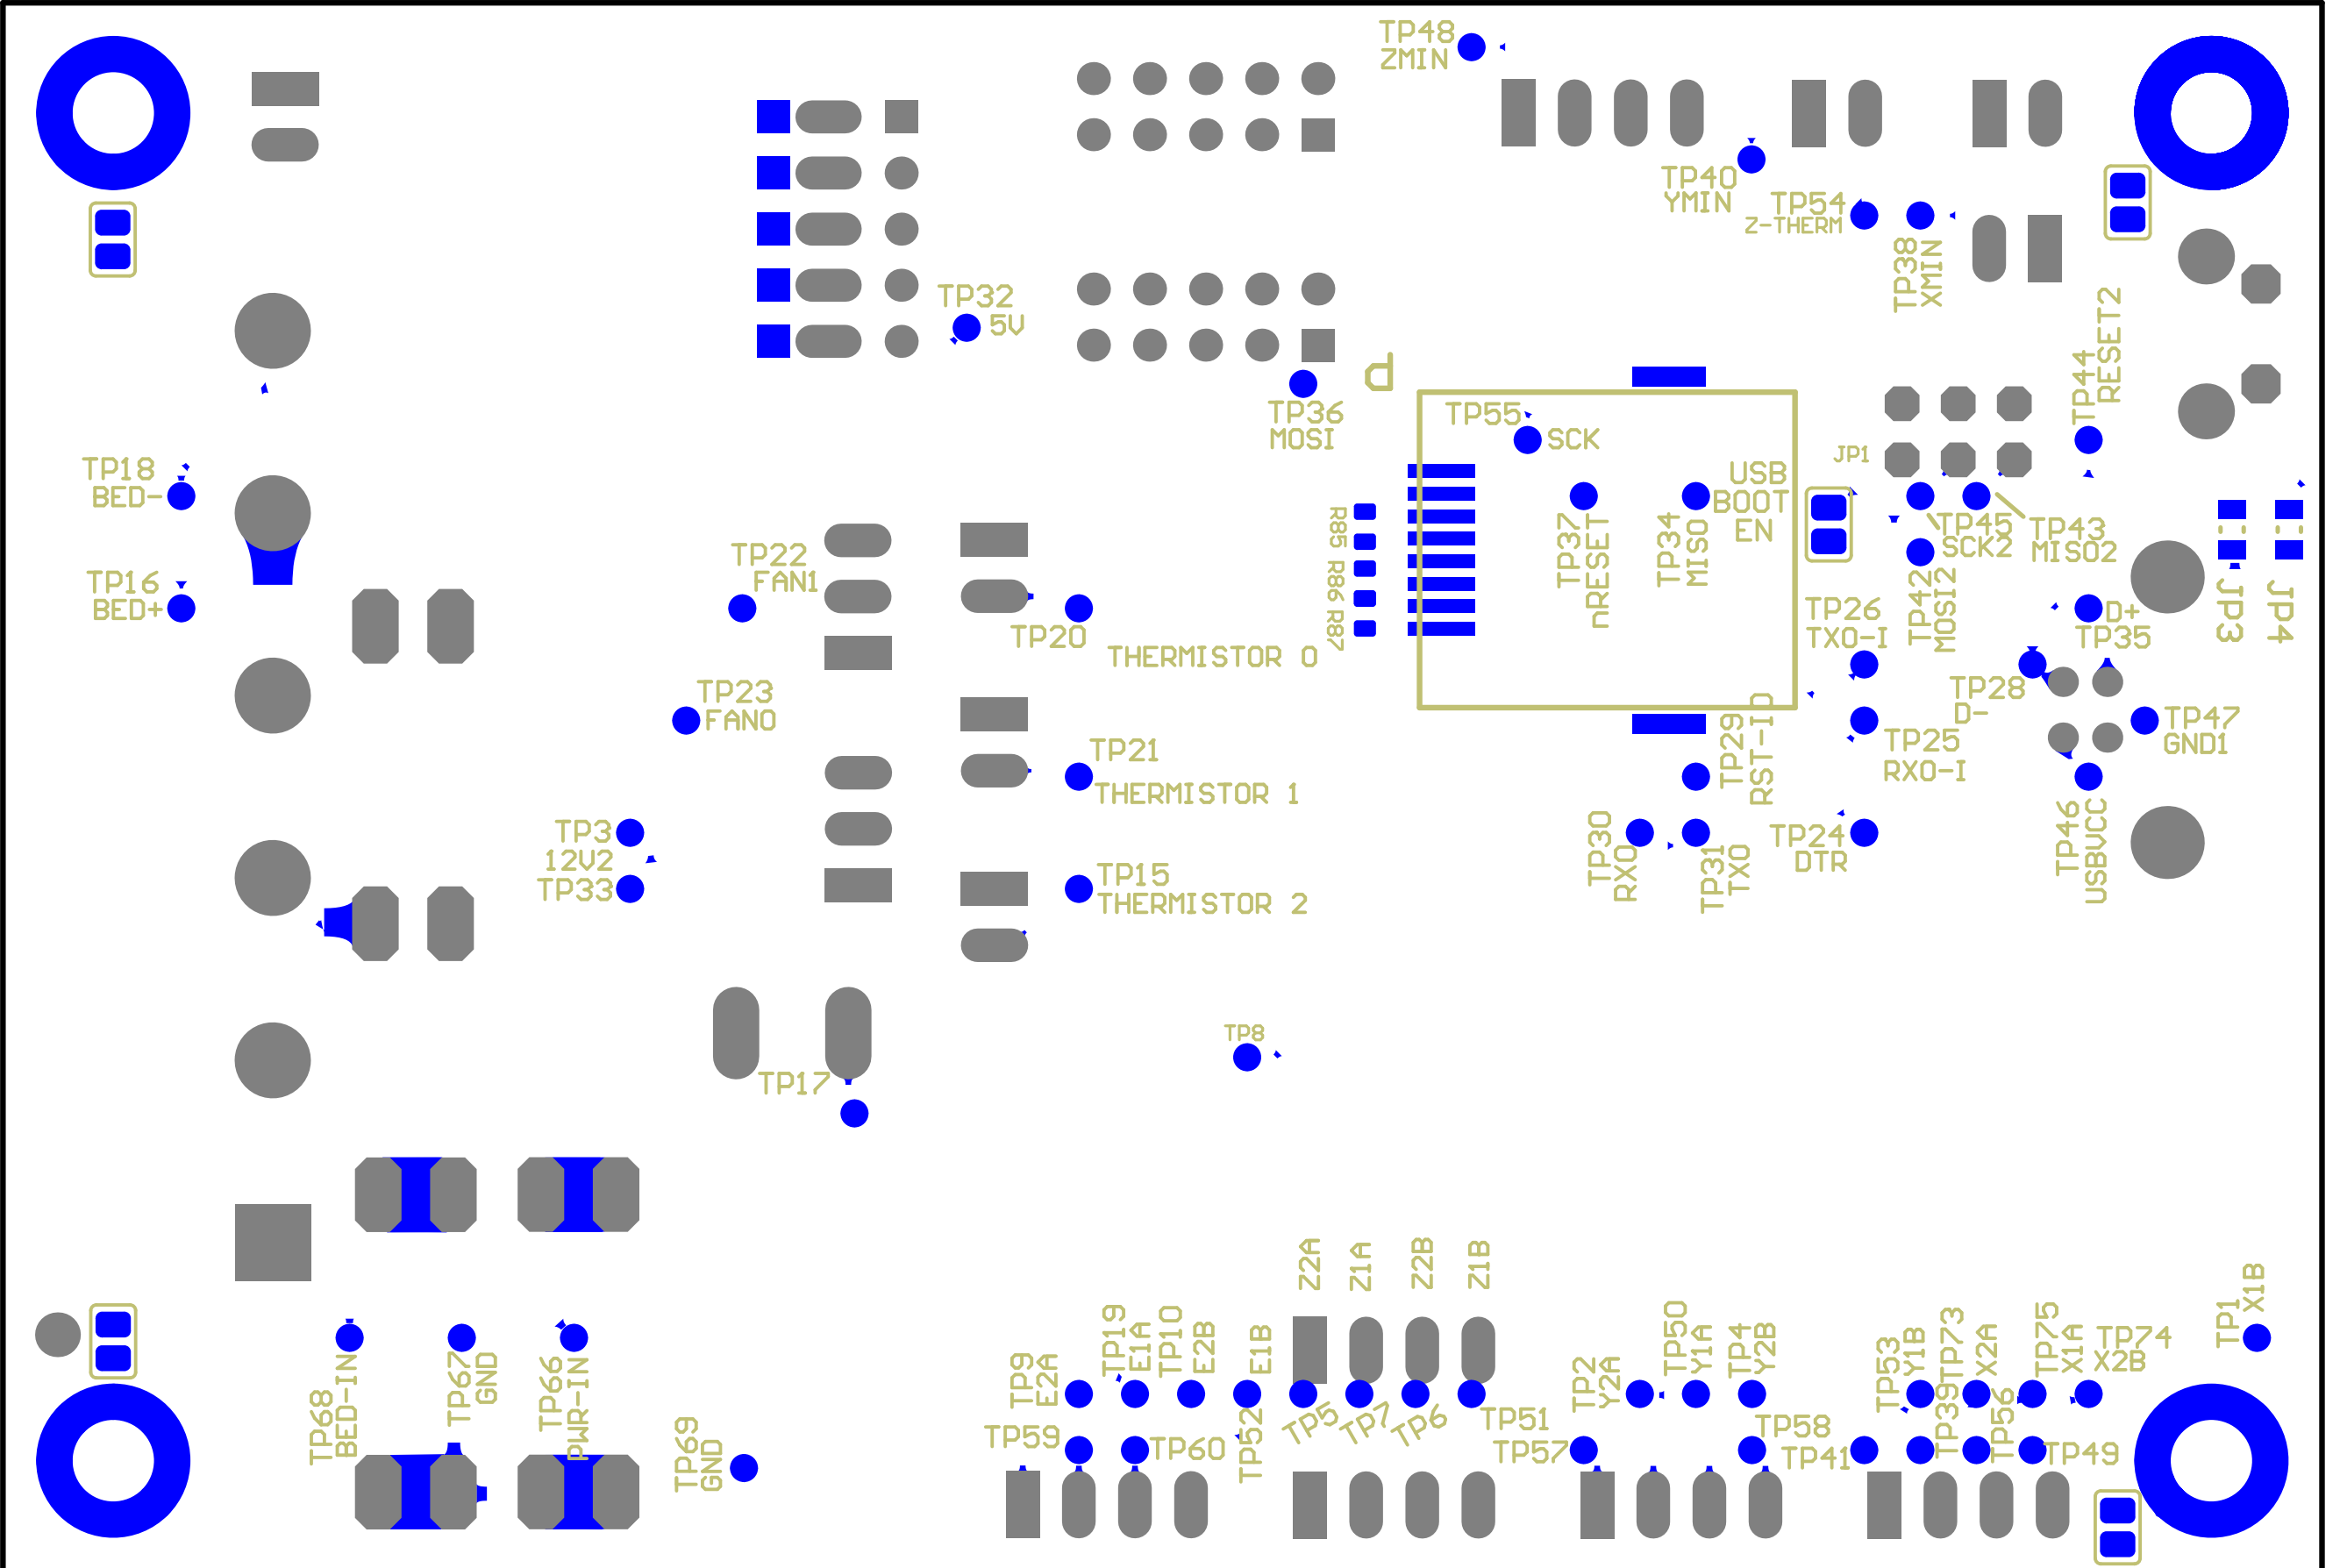 TP48
ZMIN
TP40
YMIN
TP54
Z-THERM
TP38
XMIN
TP32
5V
TP44
RESET2
d
TP36
MOSI
TP55
SCK
JP1
USB
BOOT
EN
TP18
BED-
R85
R86
R87
TP37
nRESET
TP34
MISO
TP45
SCK2
TP43
MISO2
TP42
MOSI2
TP22
FAN1
TP16
BED+
TP20
THERMISTOR 0
TP26
TX0-I
D+
TP35
JP3
JP4
TP23
FAN0
TP28
D-
TP47
GND1
TP21
THERMISTOR 1
TP29
RST-ID
TP25
RX0-I
TP3
12V2
TP33
TP15
THERMISTOR 2
TP30
RX0
TP31
TX0
TP24
DTR
TP46
USBVCC
TP8
TP17
Z2A
Z1A
Z2B
Z1B
TP68
BED-IN
TP67
GND
TP66
PWR-IN
TP69
GND
TP9
E2A
TP19
E1A
TP10
E2B
E1B
TP52
TP59
TP60
TP5
TP7
TP6
TP51
TP57
TP2
Y2A
TP50
Y1A
TP4
Y2B
TP58
TP41
TP53
Y1B
TP39
TP73
X2A
TP56
TP75
X1A
TP74
X2B
TP49
TP1
X1B